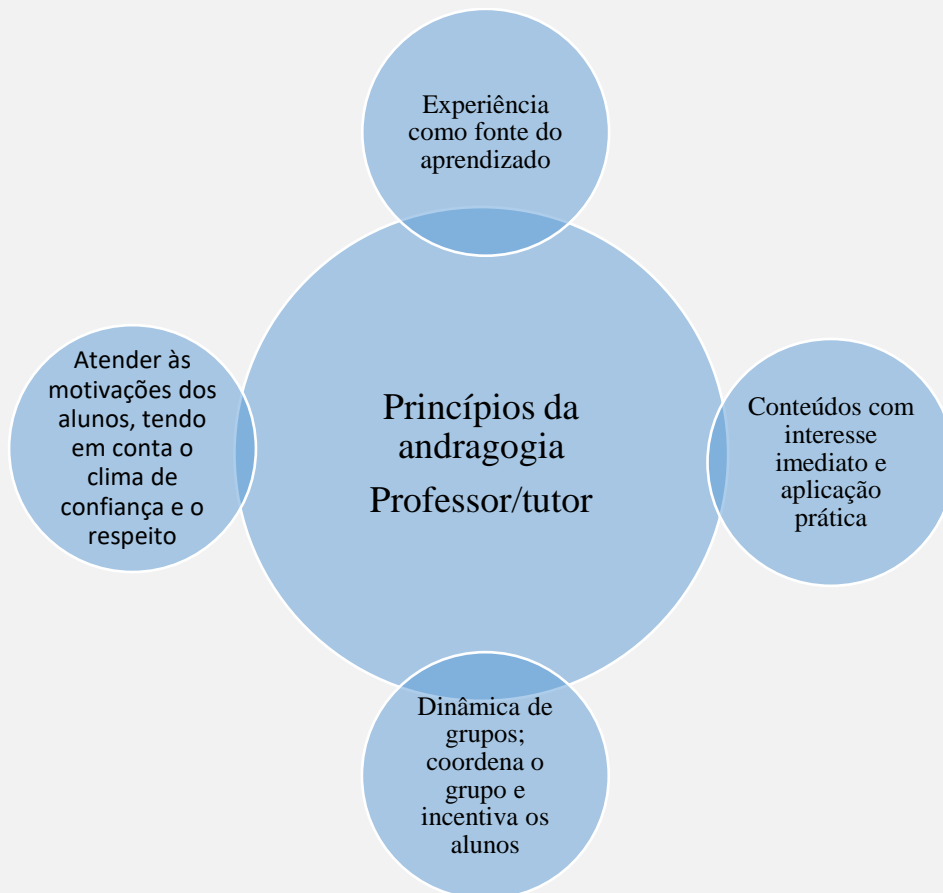 Experiência
como fonte do
aprendizado
Atender às
motivações dos
alunos, tendo
em conta o
clima de
confiança e o
respeito
Princípios da
andragogia
Professor/tutor
Conteúdos com
interesse
imediato e
aplicação
prática
Dinâmica de
grupos;
coordena o
grupo e
incentiva os
alunos